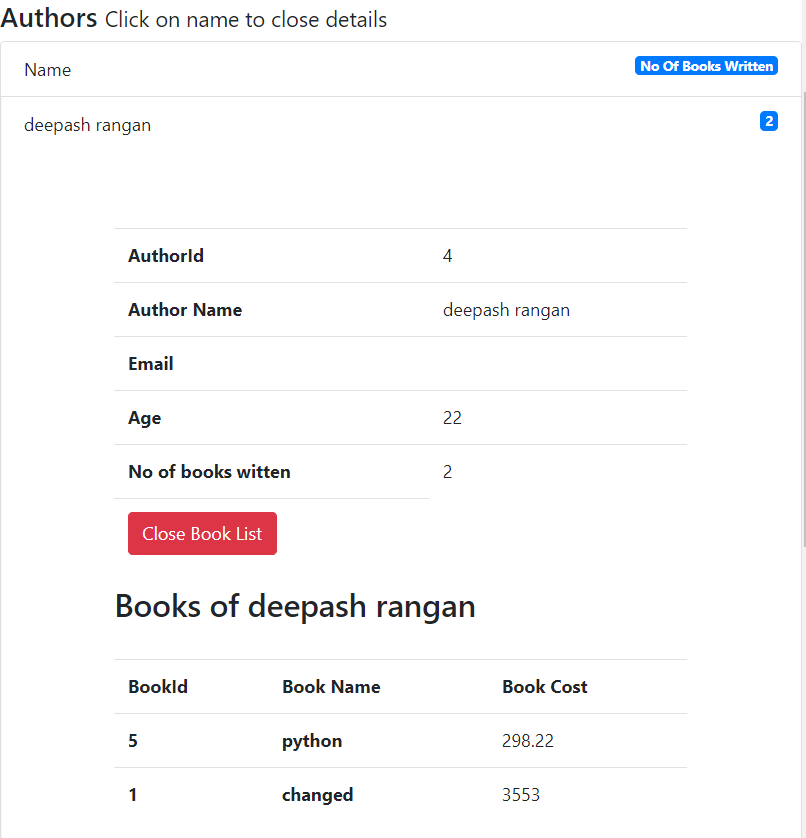 Authors Click on name to close details
Name No Of Books Written
deepash rangan 2
AuthorId 4
Author Name deepash rangan
Email
Age 22
No of books witten 2
Close Book List
Books of deepash rangan
BookId Book Name Book Cost
5 python 298.22
1 changed 3553